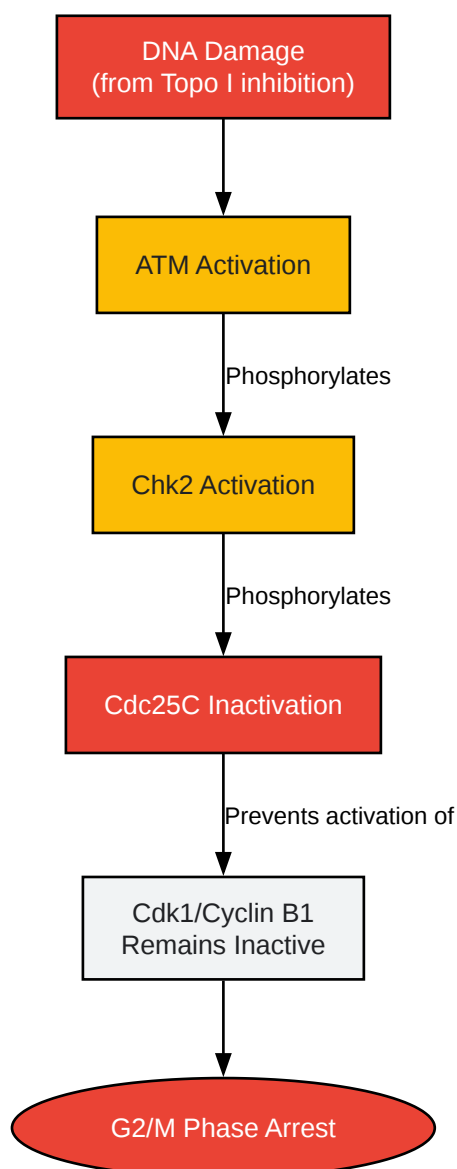 DNA Damage
(from Topo I inhibition)
ATM Activation
Phosphorylates
Chk2 Activation
Phosphorylates
Cdc25C Inactivation
Prevents activation of
Cdk1/Cyclin B1
Remains Inactive
G2/M Phase Arrest